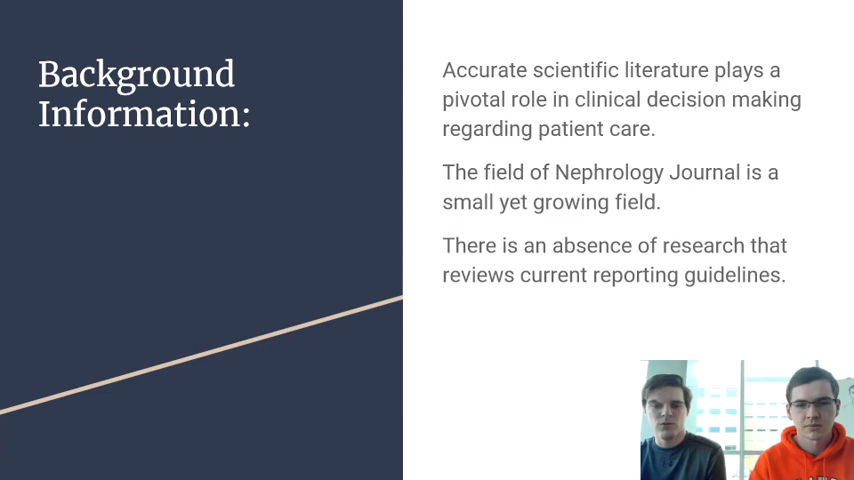 Background
Information:
Accurate scientific literature plays a
pivotal role in clinical decision making
regarding patient care.
The field of Nephrology Journal is a
small yet growing field.
There is an absence of research that
reviews current reporting guidelines.